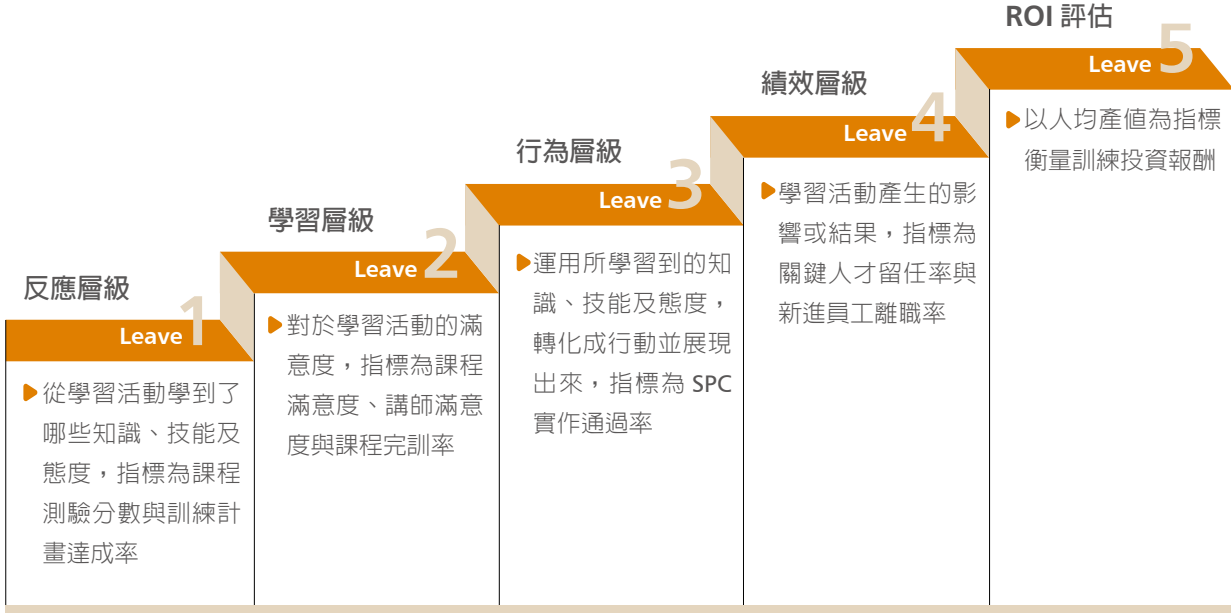 反應層級
Leave 1
從學習活動學到了
哪些知識、技能及
態度，指標為課程
測驗分數與訓練計
畫達成率
學習層級
Leave 2
對於學習活動的滿
意度，指標為課程
滿意度、講師滿意
度與課程完訓率
行為層級
Leave 3
運用所學習到的知
識、技能及態度，
轉化成行動並展現
出來，指標為 SPC
實作通過率
績效層級
Leave 4
學習活動產生的影
響或結果，指標為
關鍵人才留任率與
新進員工離職率
ROI 評估
Leave 5
以人均產值為指標
衡量訓練投資報酬